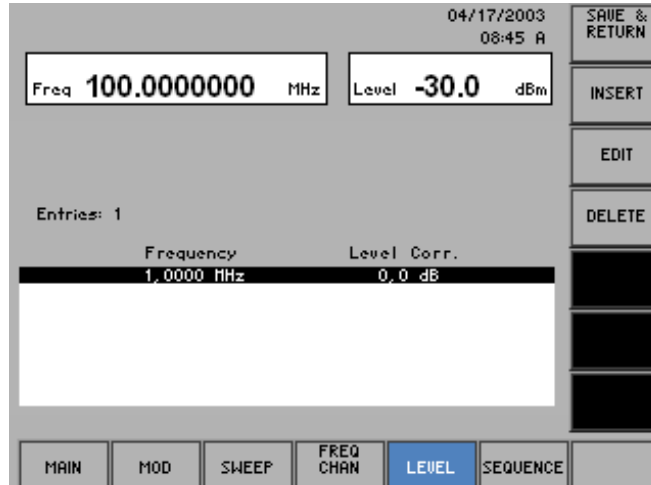 04/17/2003
08:45 A
Freq 100.0000000 MHz
Level -30.0 dBm
Entries: 1
Frequency Level Corr.
1,0000 MHz 0,0 dB
SAVE &
RETURN
INSERT
EDIT
DELETE
MAIN
MOD
SWEEP
FREQ
CHAN
LEVEL
SEQUENCE